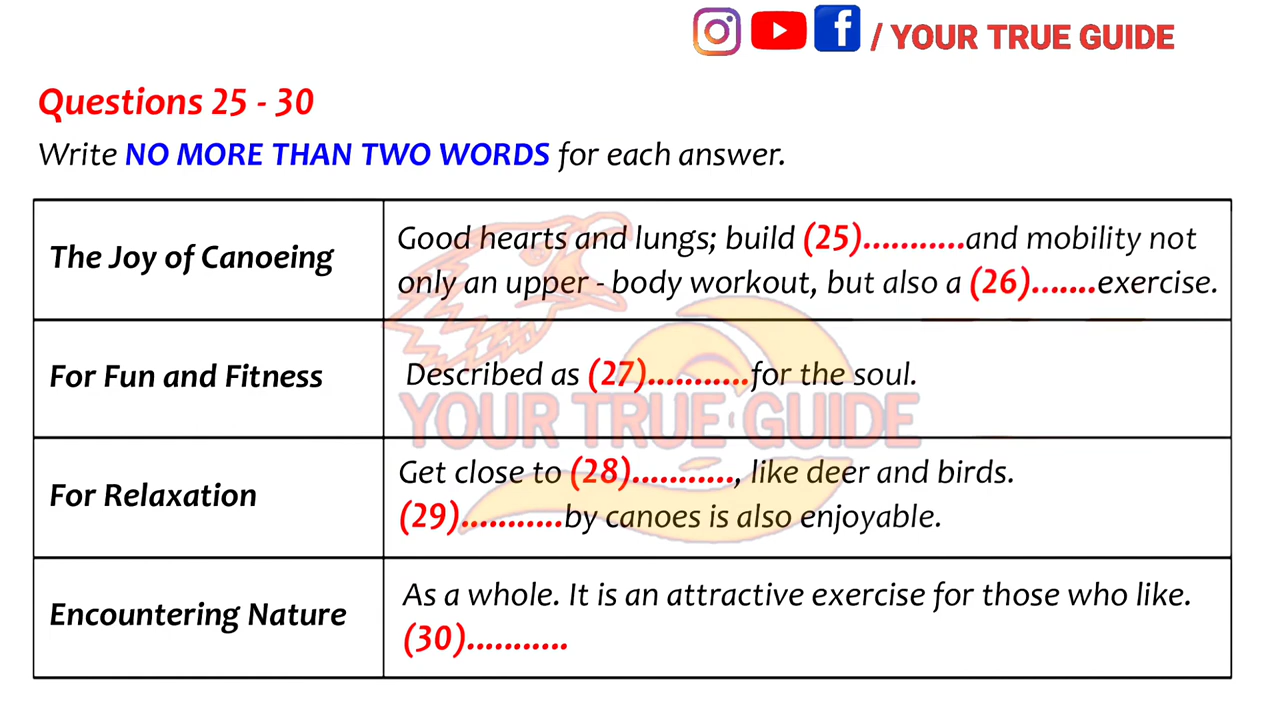 / YOUR TRUE GUIDE
Questions 25 - 30
Write NO MORE THAN TWO WORDS for each answer.
The Joy of Canoeing
Good hearts and lungs; build (25)...........and mobility not
only an upper - body workout, but also a (26).......exercise.
For Fun and Fitness
Described as (27)...........for the soul.
YOUR TRUE GUIDE
For Relaxation
Get close to (28)..........., like deer and birds.
(29)...........by canoes is also enjoyable.
Encountering Nature
As a whole. It is an attractive exercise for those who like.
(30)...........